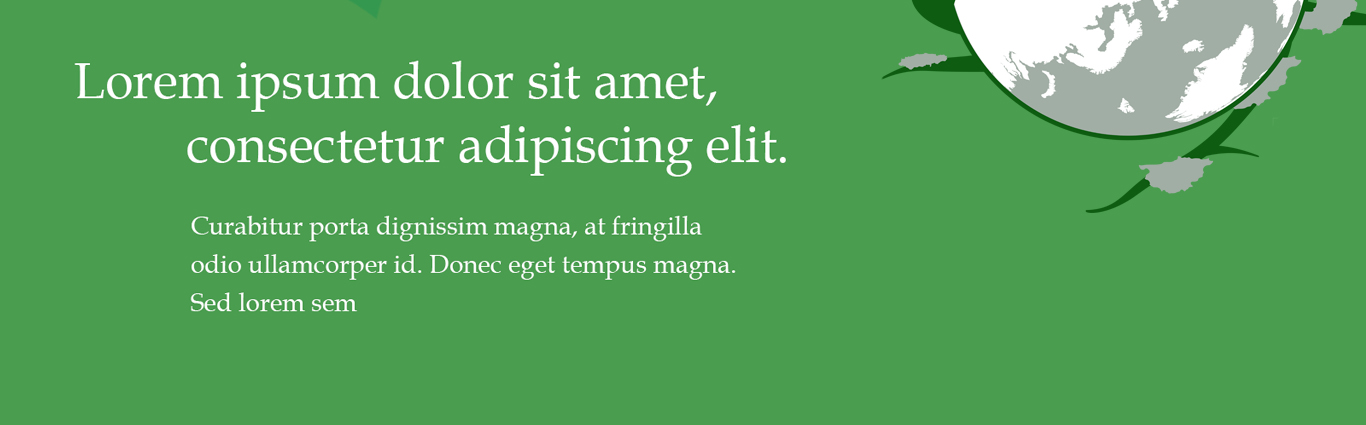 Lorem ipsum dolor sit amet,
consectetur adipiscing elit.
Curabitur porta dignissim magna, at fringilla
odio ullamcorper id. Donec eget tempus magna.
Sed lorem sem